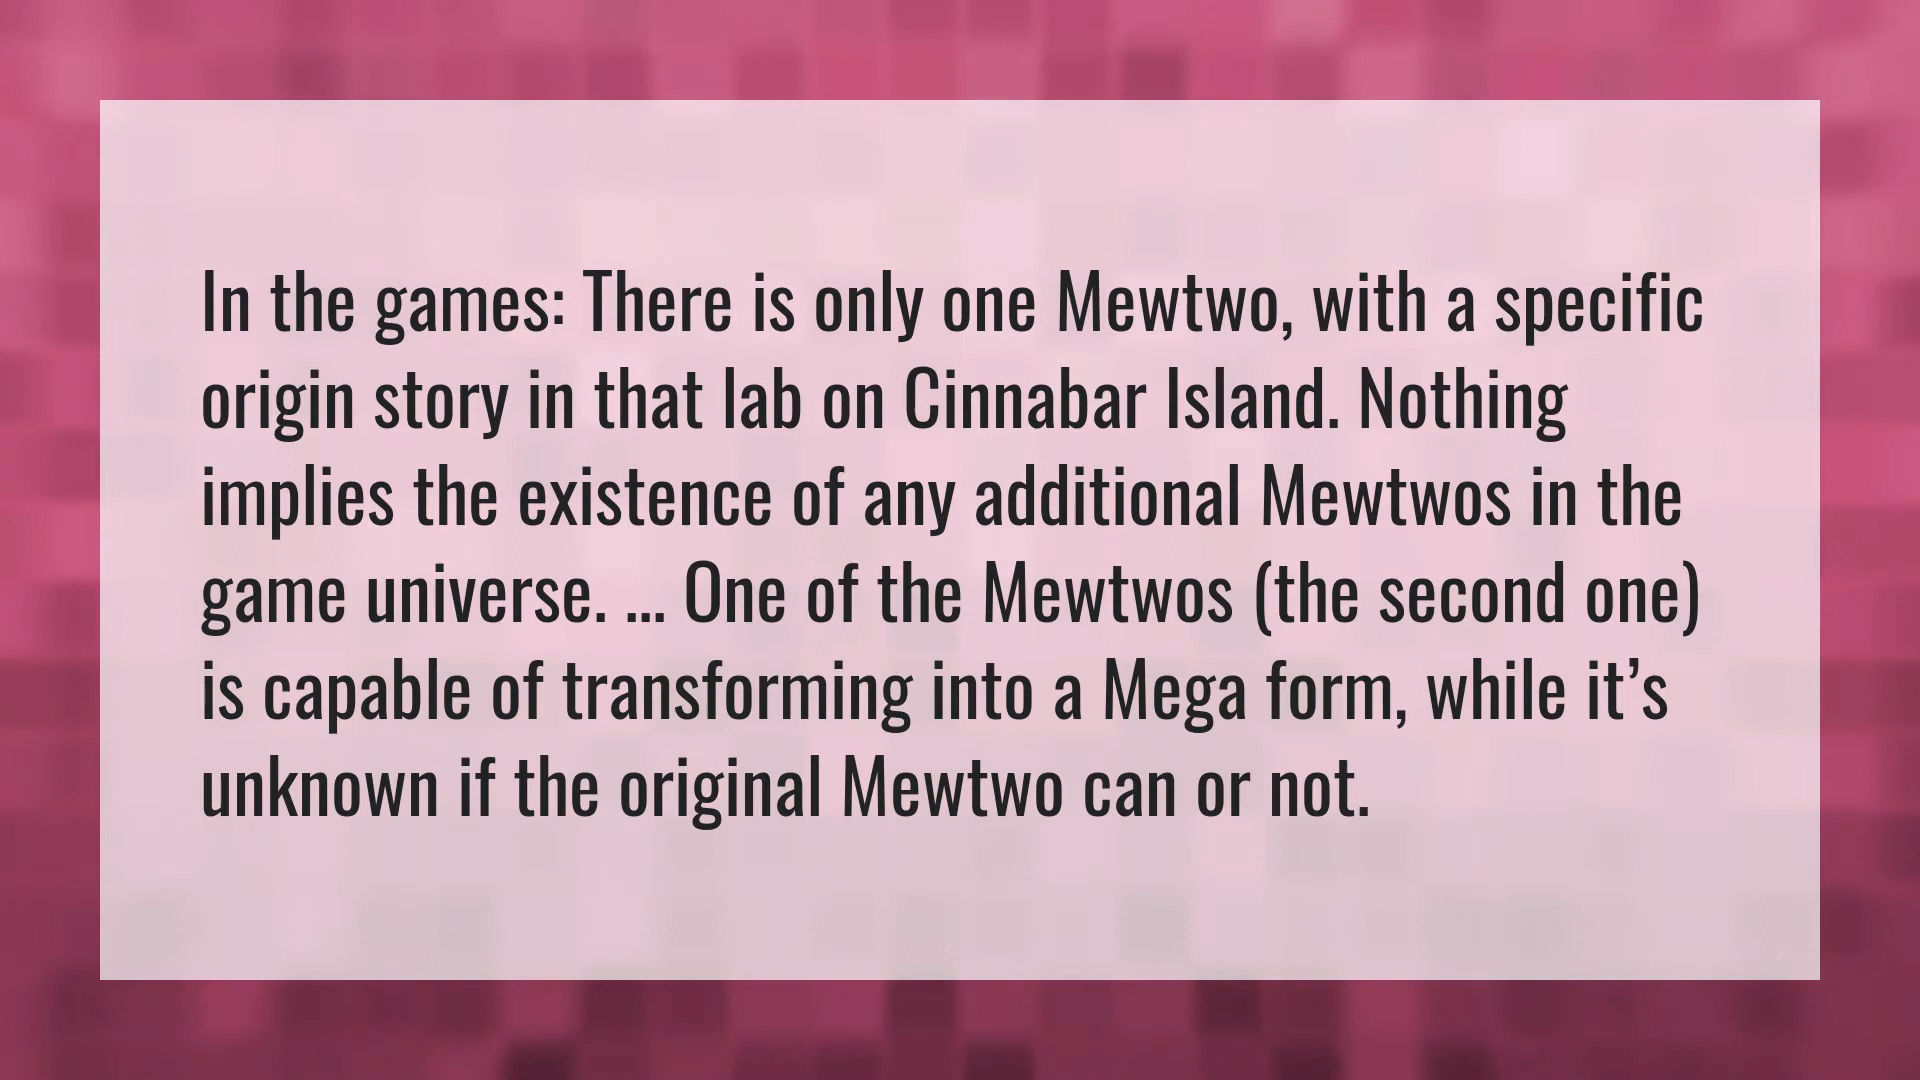 In the games: There is only one Mewtwo, with a specific
origin story in that lab on Cinnabar Island. Nothing
implies the existence of any additional Mewtwos in the
game universe. ... One of the Mewtwos (the second one)
is capable of transforming into a Mega form, while it’s
unknown if the original Mewtwo can or not.